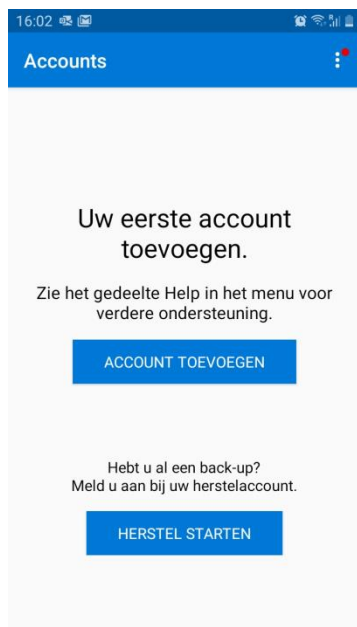 16:02
Accounts
Uw eerste account
toevoegen.
Zie het gedeelte Help in het menu voor
verdere ondersteuning.
ACCOUNT TOEVOEGEN
Hebt u al een back-up?
Meld u aan bij uw herstelaccount.
HERSTEL STARTEN